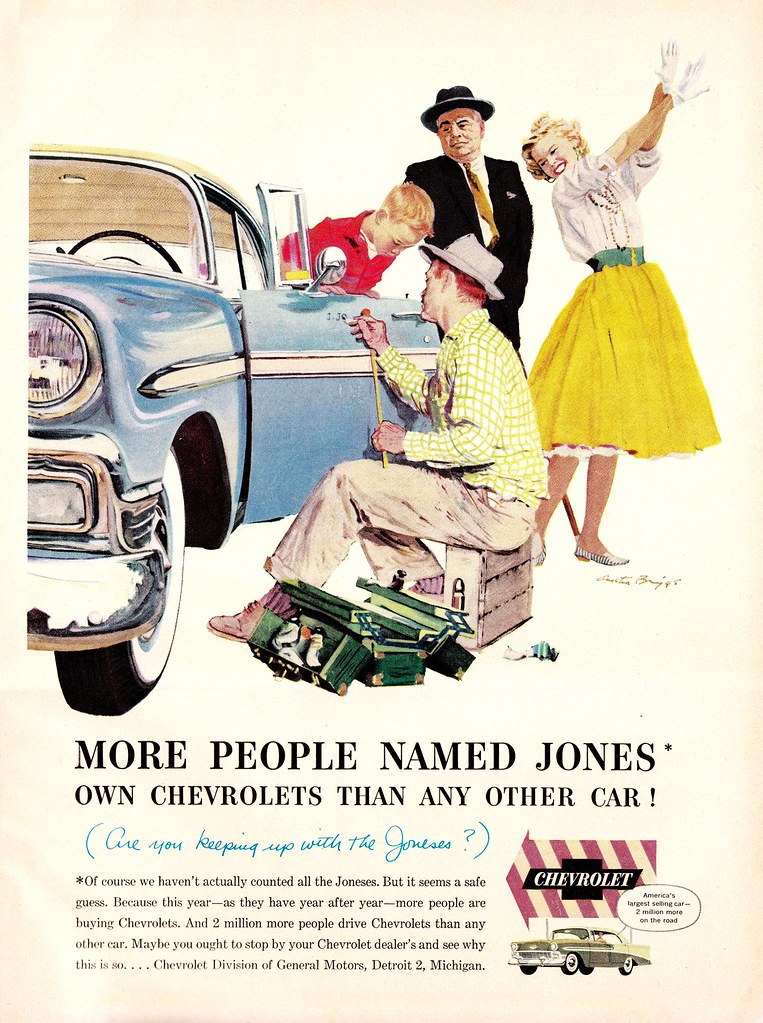 J. Jo
Austin Briggs
MORE PEOPLE NAMED JONES*
OWN CHEVROLETS THAN ANY OTHER CAR!
(Are you keeping up with the Joneses?)
*Of course we haven't actually counted all the Joneses. But it seems a safe
guess. Because this year—as they have year after year—more people are
buying Chevrolets. And 2 million more people drive Chevrolets than any
other car. Maybe you ought to stop by your Chevrolet dealer's and see why
this is so. . . . Chevrolet Division of General Motors, Detroit 2, Michigan.
CHEVROLET
America's
largest selling car—
2 million more
on the road